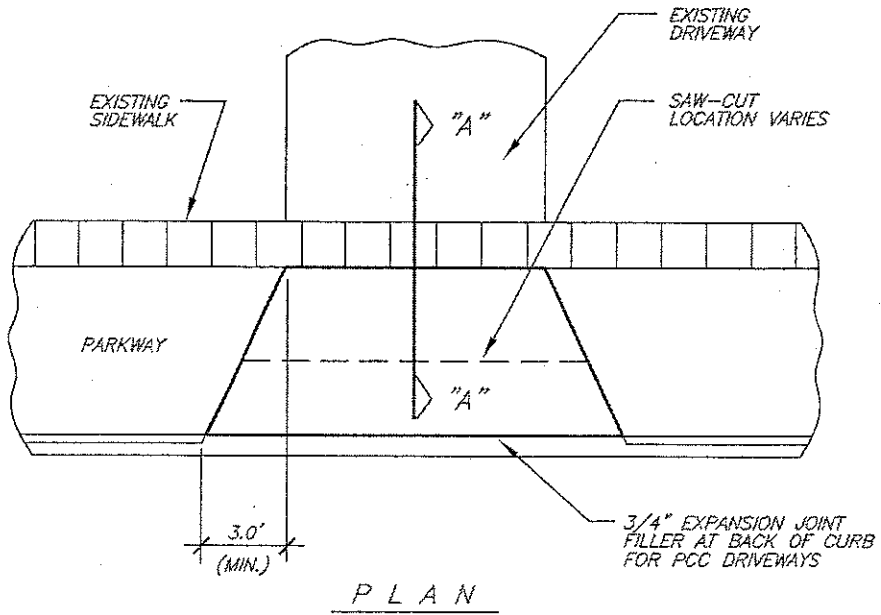 EXISTING
DRIVEWAY
EXISTING
SIDEWALK
"A"
SAW-CUT
LOCATION VARIES
PARKWAY
"A"
3.0'
(MIN.)
3/4" EXPANSION JOINT
FILLER AT BACK OF CURB
FOR PCC DRIVEWAYS
PLAN